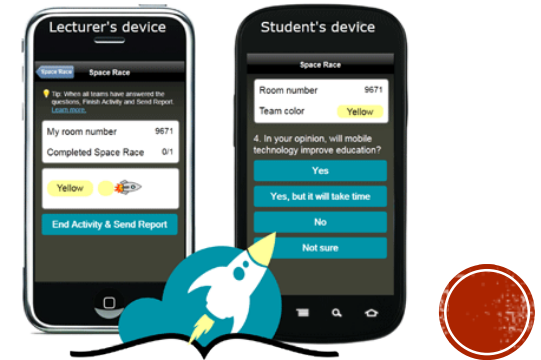 Lecturer's device
Space Race
Space Race
Tip: When all teams have answered the
questions, Finish Activity and Send Report.
Learn more.
My room number 9671
Completed Space Race 0/1
Yellow
End Activity & Send Report
Student's device
Space Race
Room number 9671
Team color Yellow
4. In your opinion, will mobile
technology improve education?
Yes
Yes, but it will take time
No
Not sure